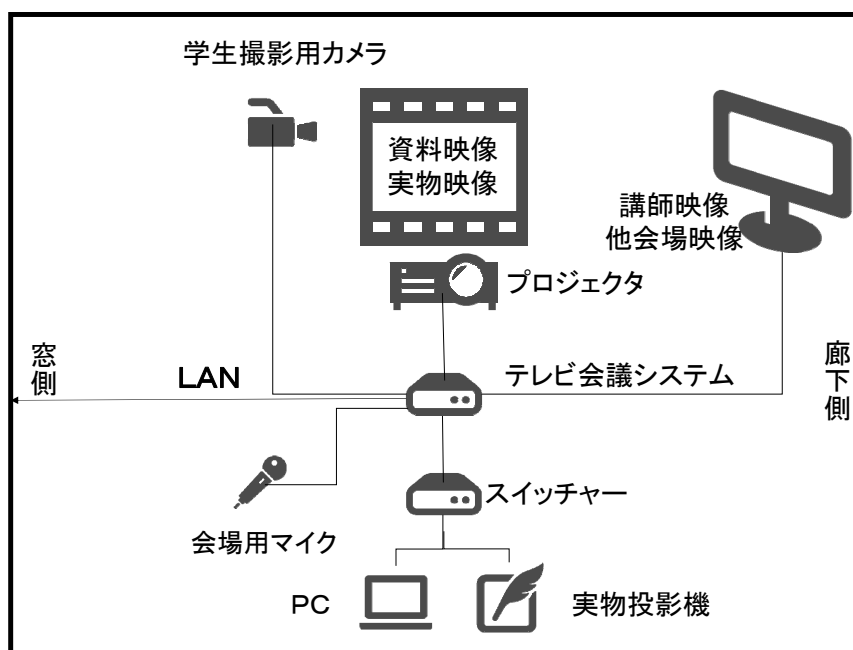 学生撮影用カメラ
資料映像
実物映像
講師映像
他会場映像
プロジェクタ
窓側
LAN
テレビ会議システム
廊下側
スイッチャー
会場用マイク
PC
実物投影機